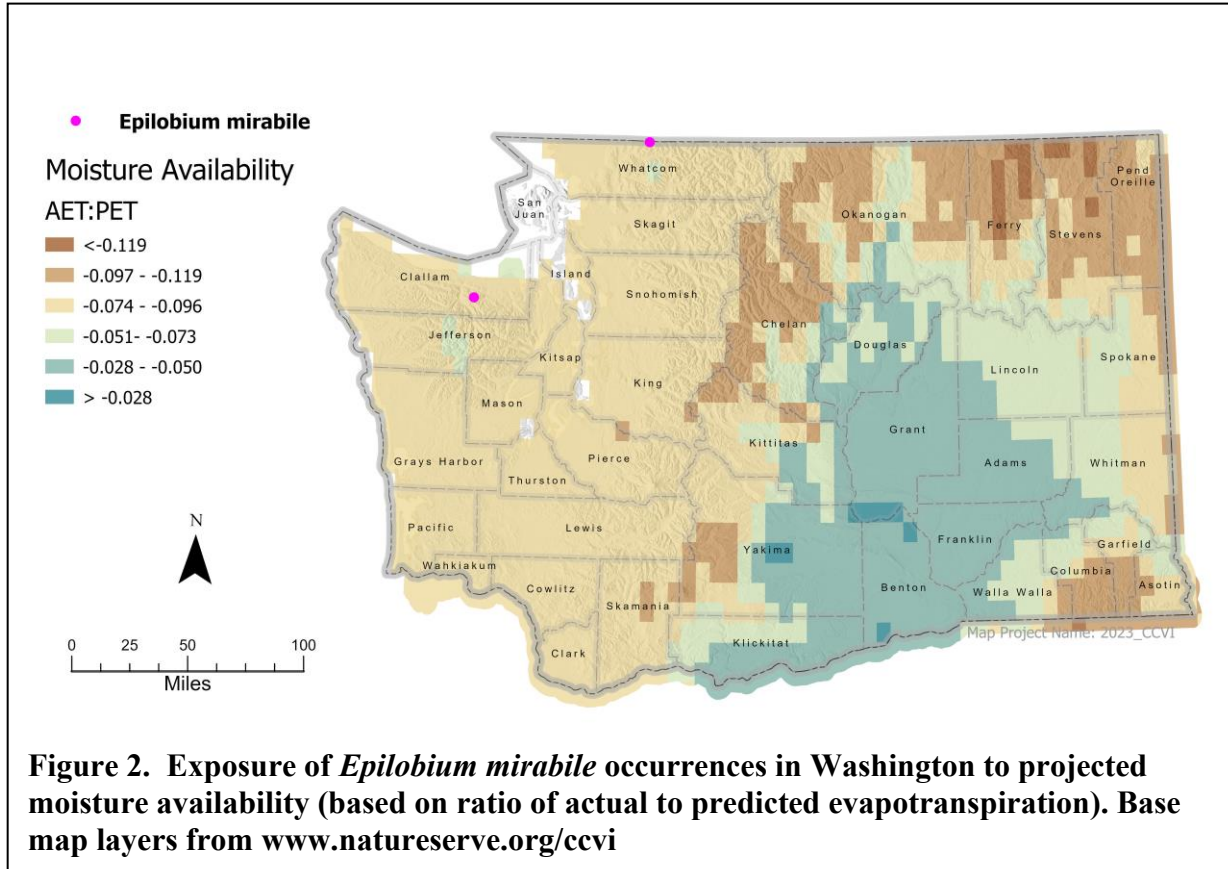 Epilobium mirabile
Moisture Availability
AET:PET
<-0.119
-0.097 - -0.119
-0.074 - -0.096
-0.051- -0.073
-0.028 - -0.050
> -0.028
N
0 25 50 100
Miles
Whatcom
San
Juan
Skagit
Okanogan
Ferry
Stevens
Pend
Oreille
Clallam
Island
Snohomish
Chelan
Jefferson
Kitsap
Douglas
Lincoln
Spokane
King
Mason
Grant
Kittitas
Grays Harbor
Pierce
Adams
Whitman
Thurston
Pacific
Lewis
Yakima
Franklin
Garfield
Wahkiakum
Columbia
Asotin
Cowlitz
Skamania
Benton
Walla Walla
Klickitat
Clark
Map Project Name: 2023_CCVI
Figure 2. Exposure of Epilobium mirabile occurrences in Washington to projected
moisture availability (based on ratio of actual to predicted evapotranspiration). Base
map layers from www.natureserve.org/ccvi